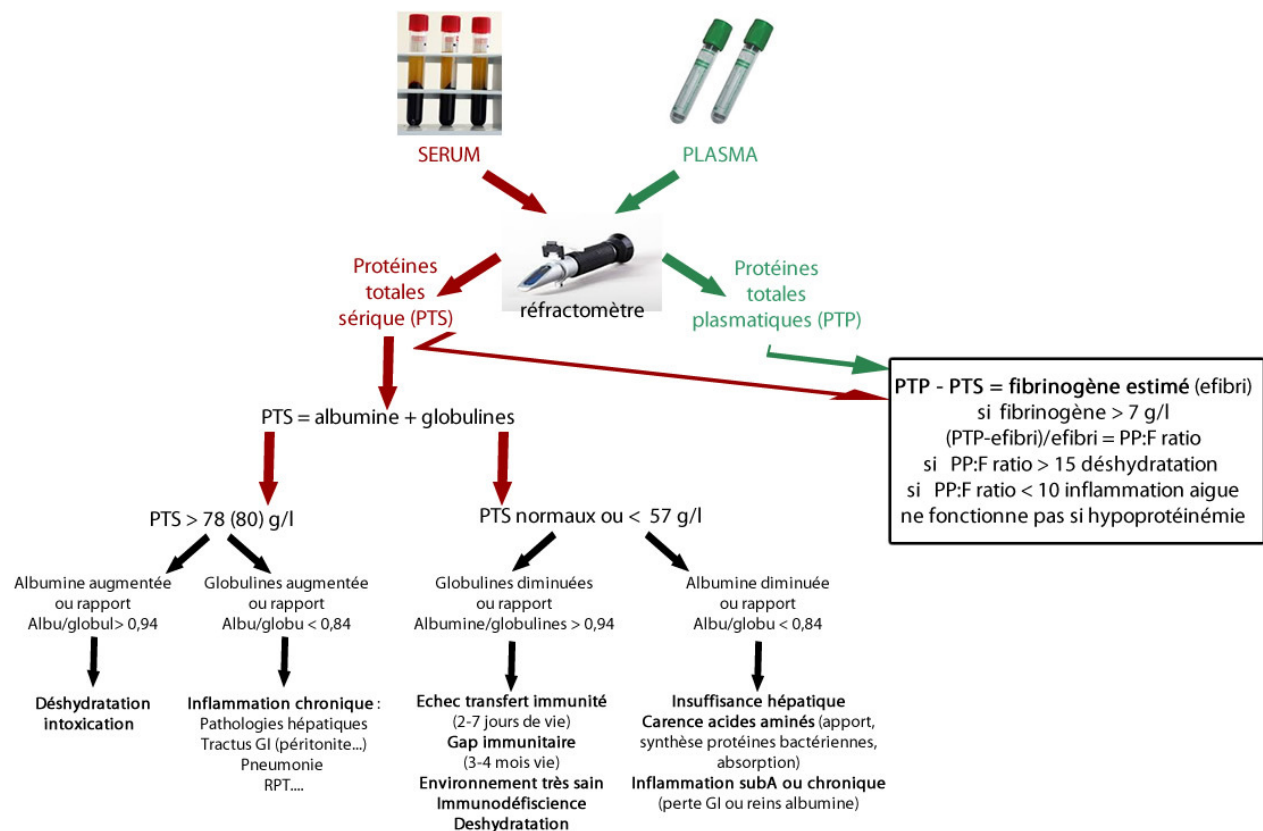 SERUM
PLASMA
Protéines
totales
sérique (PTS)
réfractomètre
Protéines
totales
plasmatiques (PTP)
PTP - PTS = fibrinogène estimé (efibri)
si fibrinogène > 7 g/l
(PTP-efibri)/efibri = PP:F ratio
si PP:F ratio > 15 déshydratation
si PP:F ratio < 10 inflammation aigue
ne fonctionne pas si hypoprotéinémie
PTS = albumine + globulines
PTS > 78 (80) g/l
PTS normaux ou < 57 g/l
Albumine augmentée
ou rapport
Albu/globul> 0,94
Globulines augmentée
ou rapport
Albu/globu < 0,84
Globulines diminuées
ou rapport
Albumine/globulines > 0,94
Albumine diminuée
ou rapport
Albu/globu < 0,84
Déshydratation
intoxication
Inflammation chronique :
Pathologies hépatiques
Tractus GI (péritonite...)
Pneumonie
RPT....
Echec transfert immunité
(2-7 jours de vie)
Gap immunitaire
(3-4 mois vie)
Environnement très sain
Immunodéfiscience
Deshydratation
Insuffisance hépatique
Carence acides aminés (apport,
synthèse protéines bactériennes,
absorption)
Inflammation subA ou chronique
(perte GI ou reins albumine)